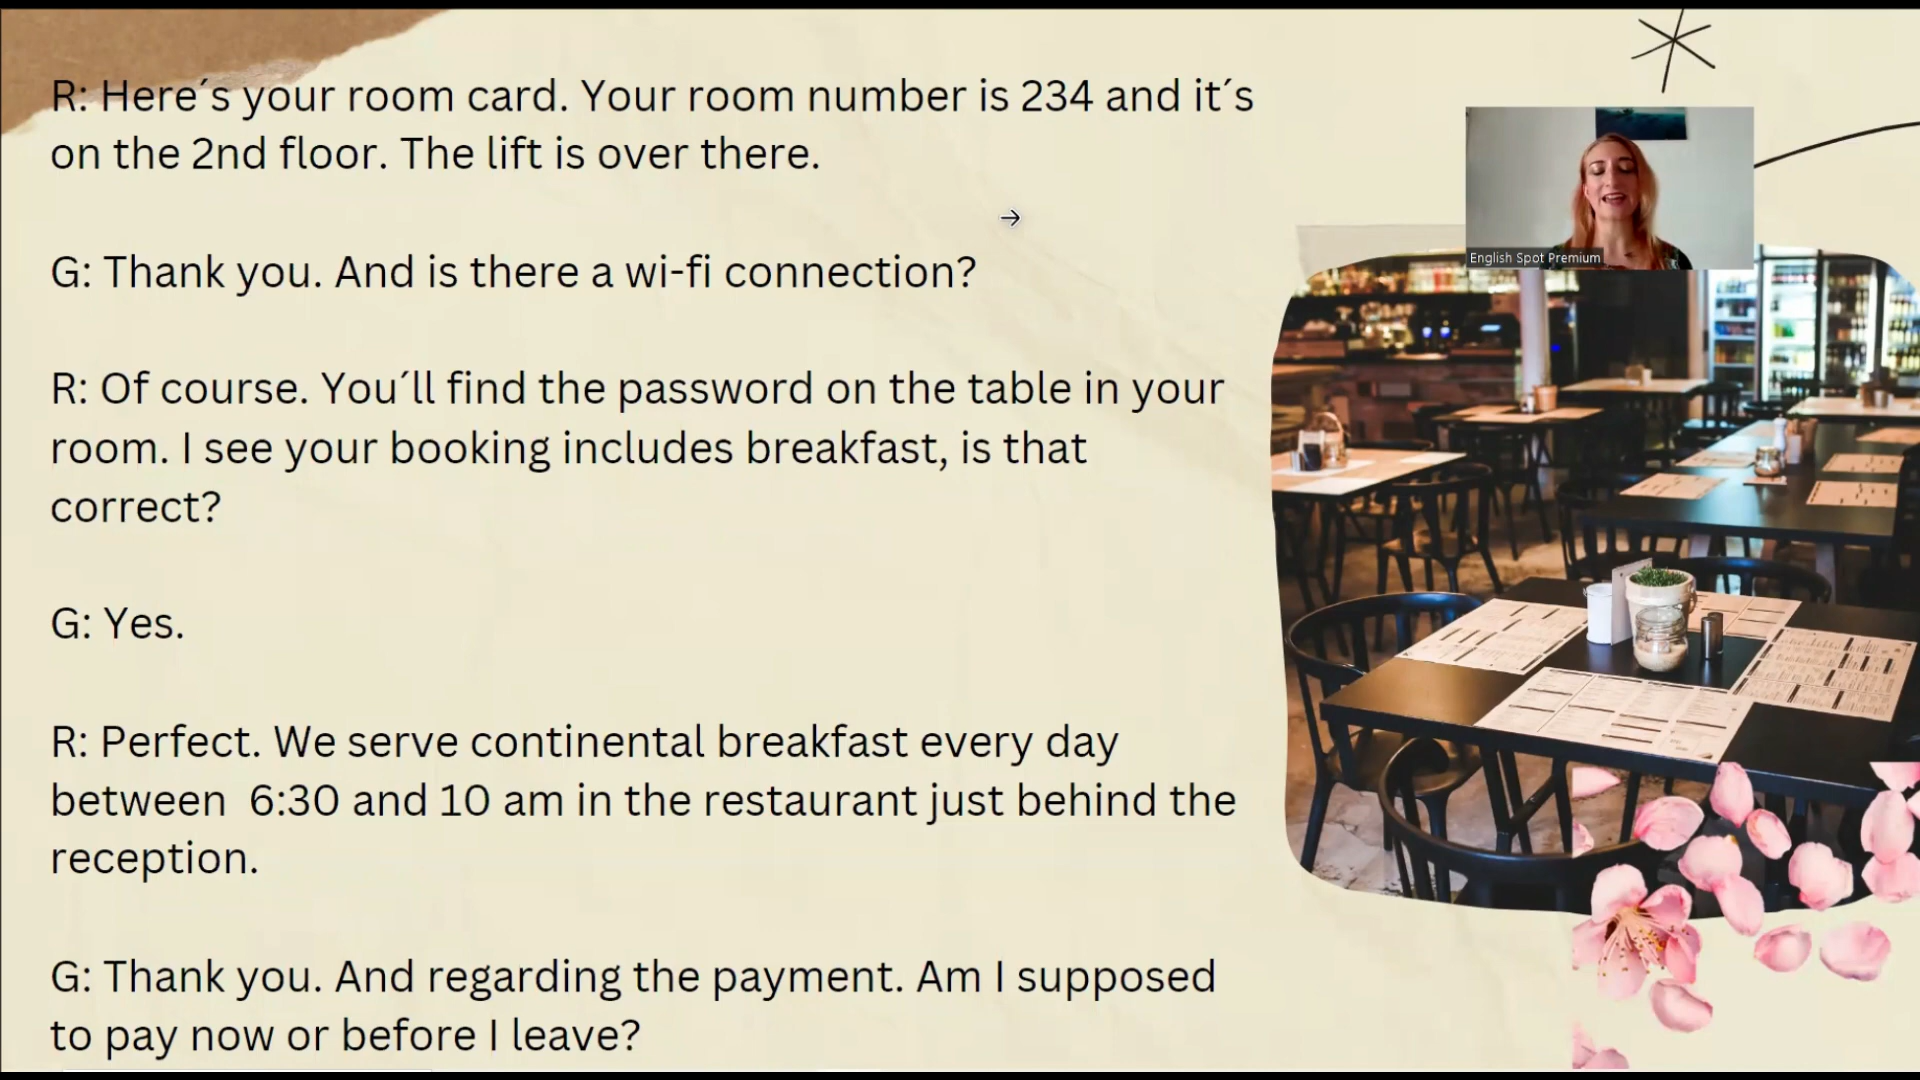 R: Here´s your room card. Your room number is 234 and it´s
on the 2nd floor. The lift is over there.
G: Thank you. And is there a wi-fi connection?
R: Of course. You´ll find the password on the table in your
room. I see your booking includes breakfast, is that
correct?
G: Yes.
R: Perfect. We serve continental breakfast every day
between  6:30 and 10 am in the restaurant just behind the
reception.
G: Thank you. And regarding the payment. Am I supposed
to pay now or before I leave?
English Spot Premium